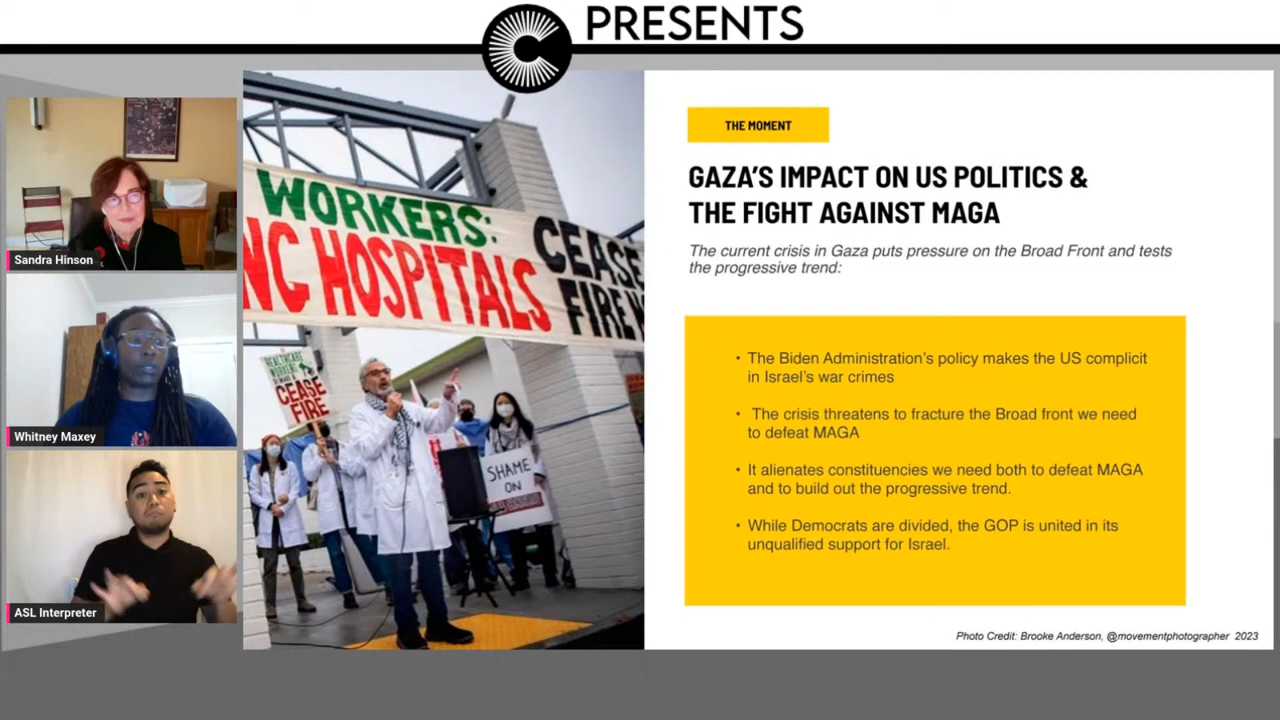 PRESENTS
Sandra Hinson
Whitney Maxey
ASL Interpreter
WORKERS:
NC HOSPITALS
CEASE
FIRE
HEALTHCARE
WORKERS
CEASE
FIRE
SHAME
ON
THE MOMENT
GAZA'S IMPACT ON US POLITICS &
THE FIGHT AGAINST MAGA
The current crisis in Gaza puts pressure on the Broad Front and tests
the progressive trend:
• The Biden Administration's policy makes the US complicit
in Israel's war crimes
• The crisis threatens to fracture the Broad front we need
to defeat MAGA
• It alienates constituencies we need both to defeat MAGA
and to build out the progressive trend.
• While Democrats are divided, the GOP is united in its
unqualified support for Israel.
Photo Credit: Brooke Anderson, @movementphotographer 2023